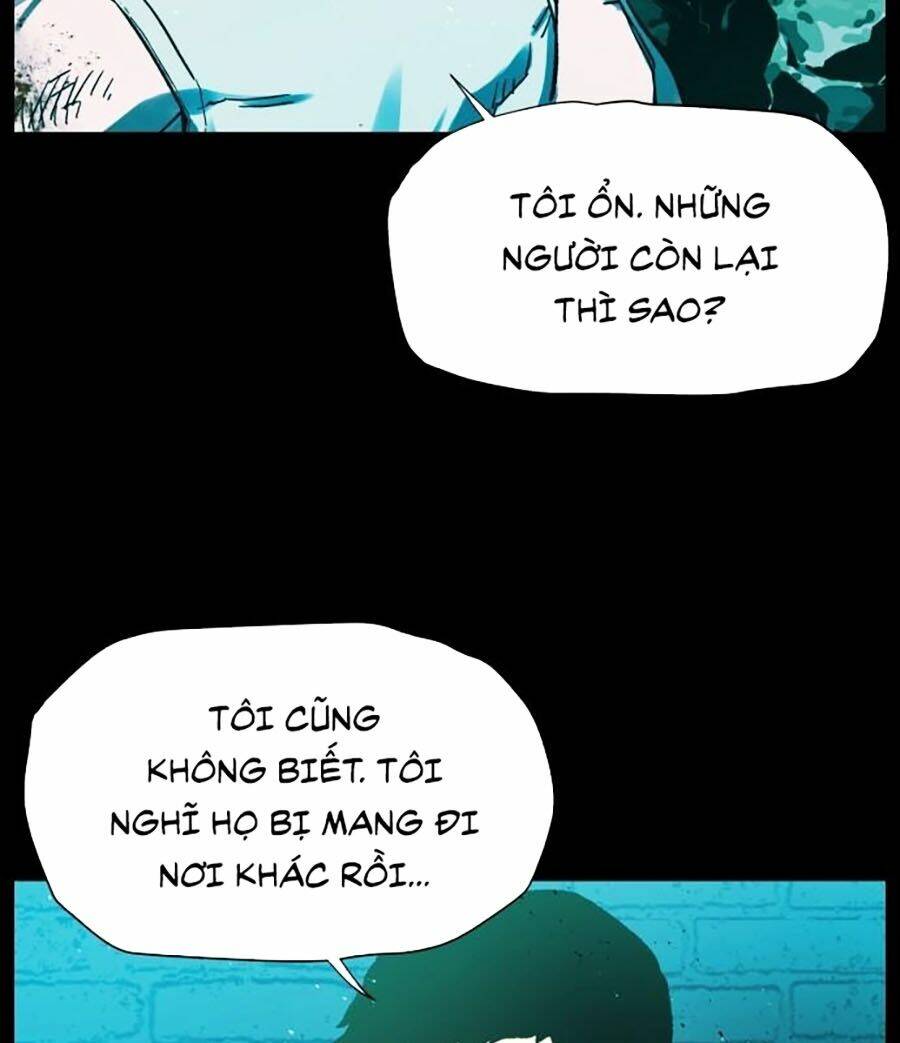 TÔI ỔN. NHỮNG
NGƯỜI CÒN LẠI
THÌ SAO?
TÔI CŨNG
KHÔNG BIẾT. TÔI
NGHĨ HỌ BỊ MANG ĐI
NƠI KHÁC RỒI...